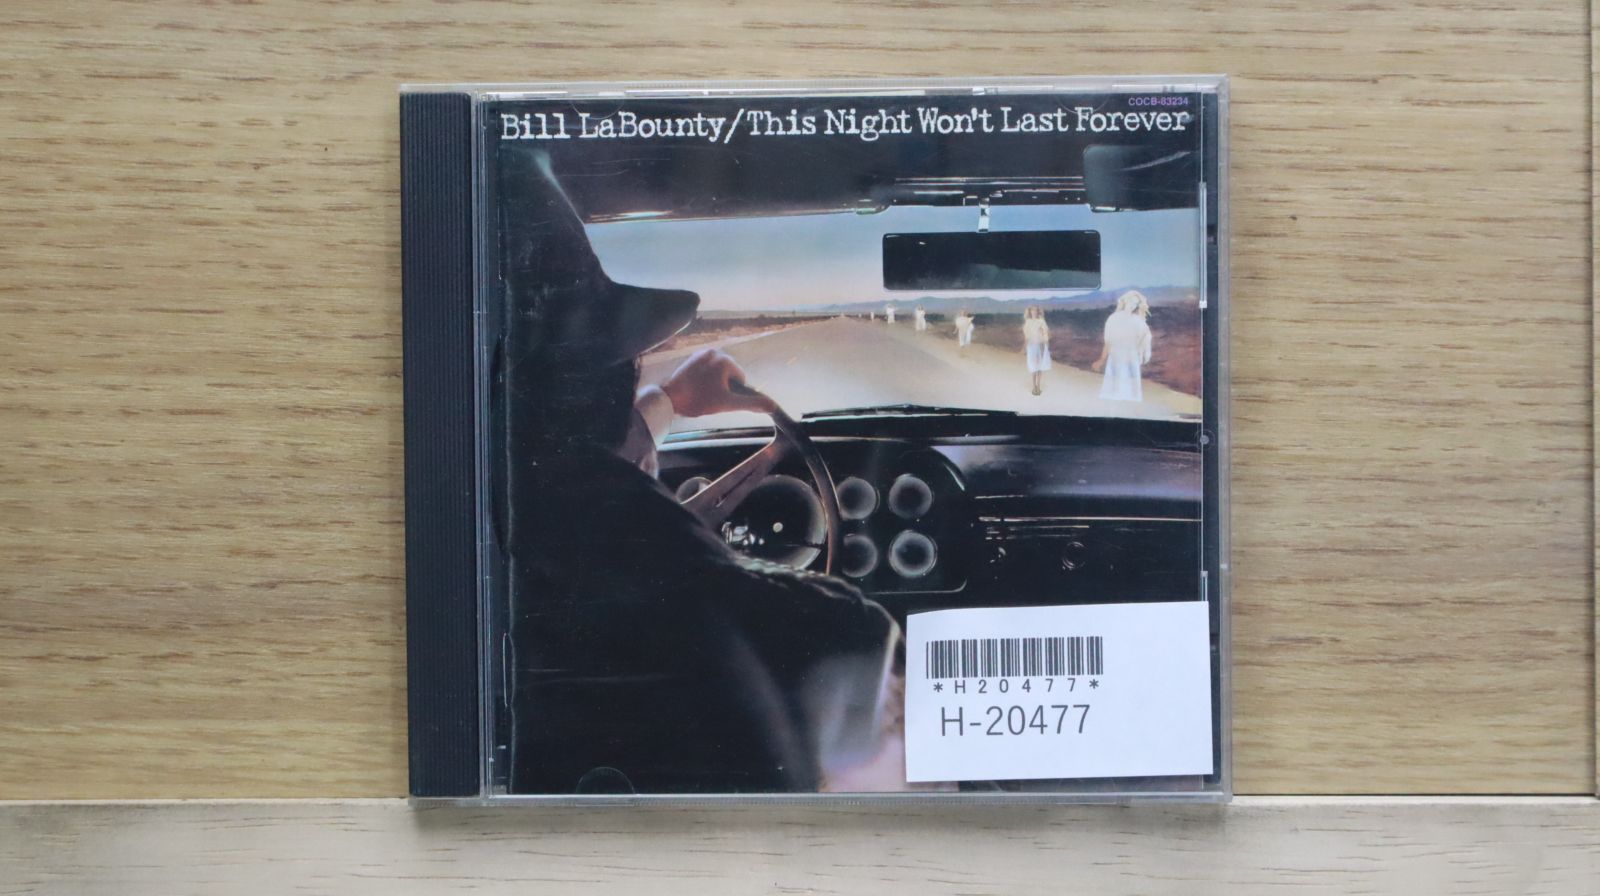 COCB-83234
Bill LaBounty/This Night Won't Last Forever
*H20477*
H-20477